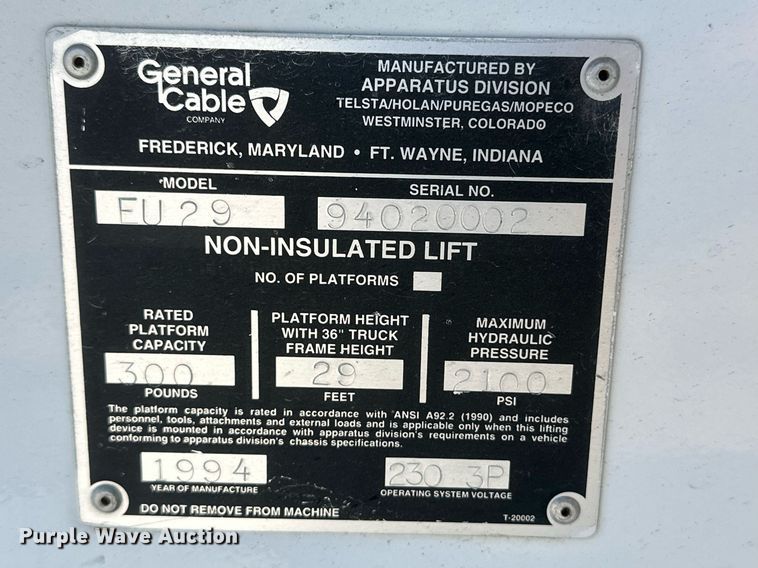 General Cable
COMPANY
MANUFACTURED BY
APPARATUS DIVISION
TELSTA/HOLAN/PUREGAS/MOPECO
WESTMINSTER, COLORADO
FREDERICK, MARYLAND • FT. WAYNE, INDIANA
MODEL
EU29
SERIAL NO.
94020002
NON-INSULATED LIFT
NO. OF PLATFORMS
RATED
PLATFORM
CAPACITY
300
POUNDS
PLATFORM HEIGHT
WITH 36" TRUCK
FRAME HEIGHT
29
FEET
MAXIMUM
HYDRAULIC
PRESSURE
2100
PSI
The platform capacity is rated in accordance with ANSI A92.2 (1990) and includes
personnel, tools, attachments and external loads and is applicable only when this lifting
device is mounted in accordance with apparatus division's requirements on a vehicle
conforming to apparatus division's chassis specifications.
1994
YEAR OF MANUFACTURE
230 3P
OPERATING SYSTEM VOLTAGE
DO NOT REMOVE FROM MACHINE
T-20002
Purple Wave Auction